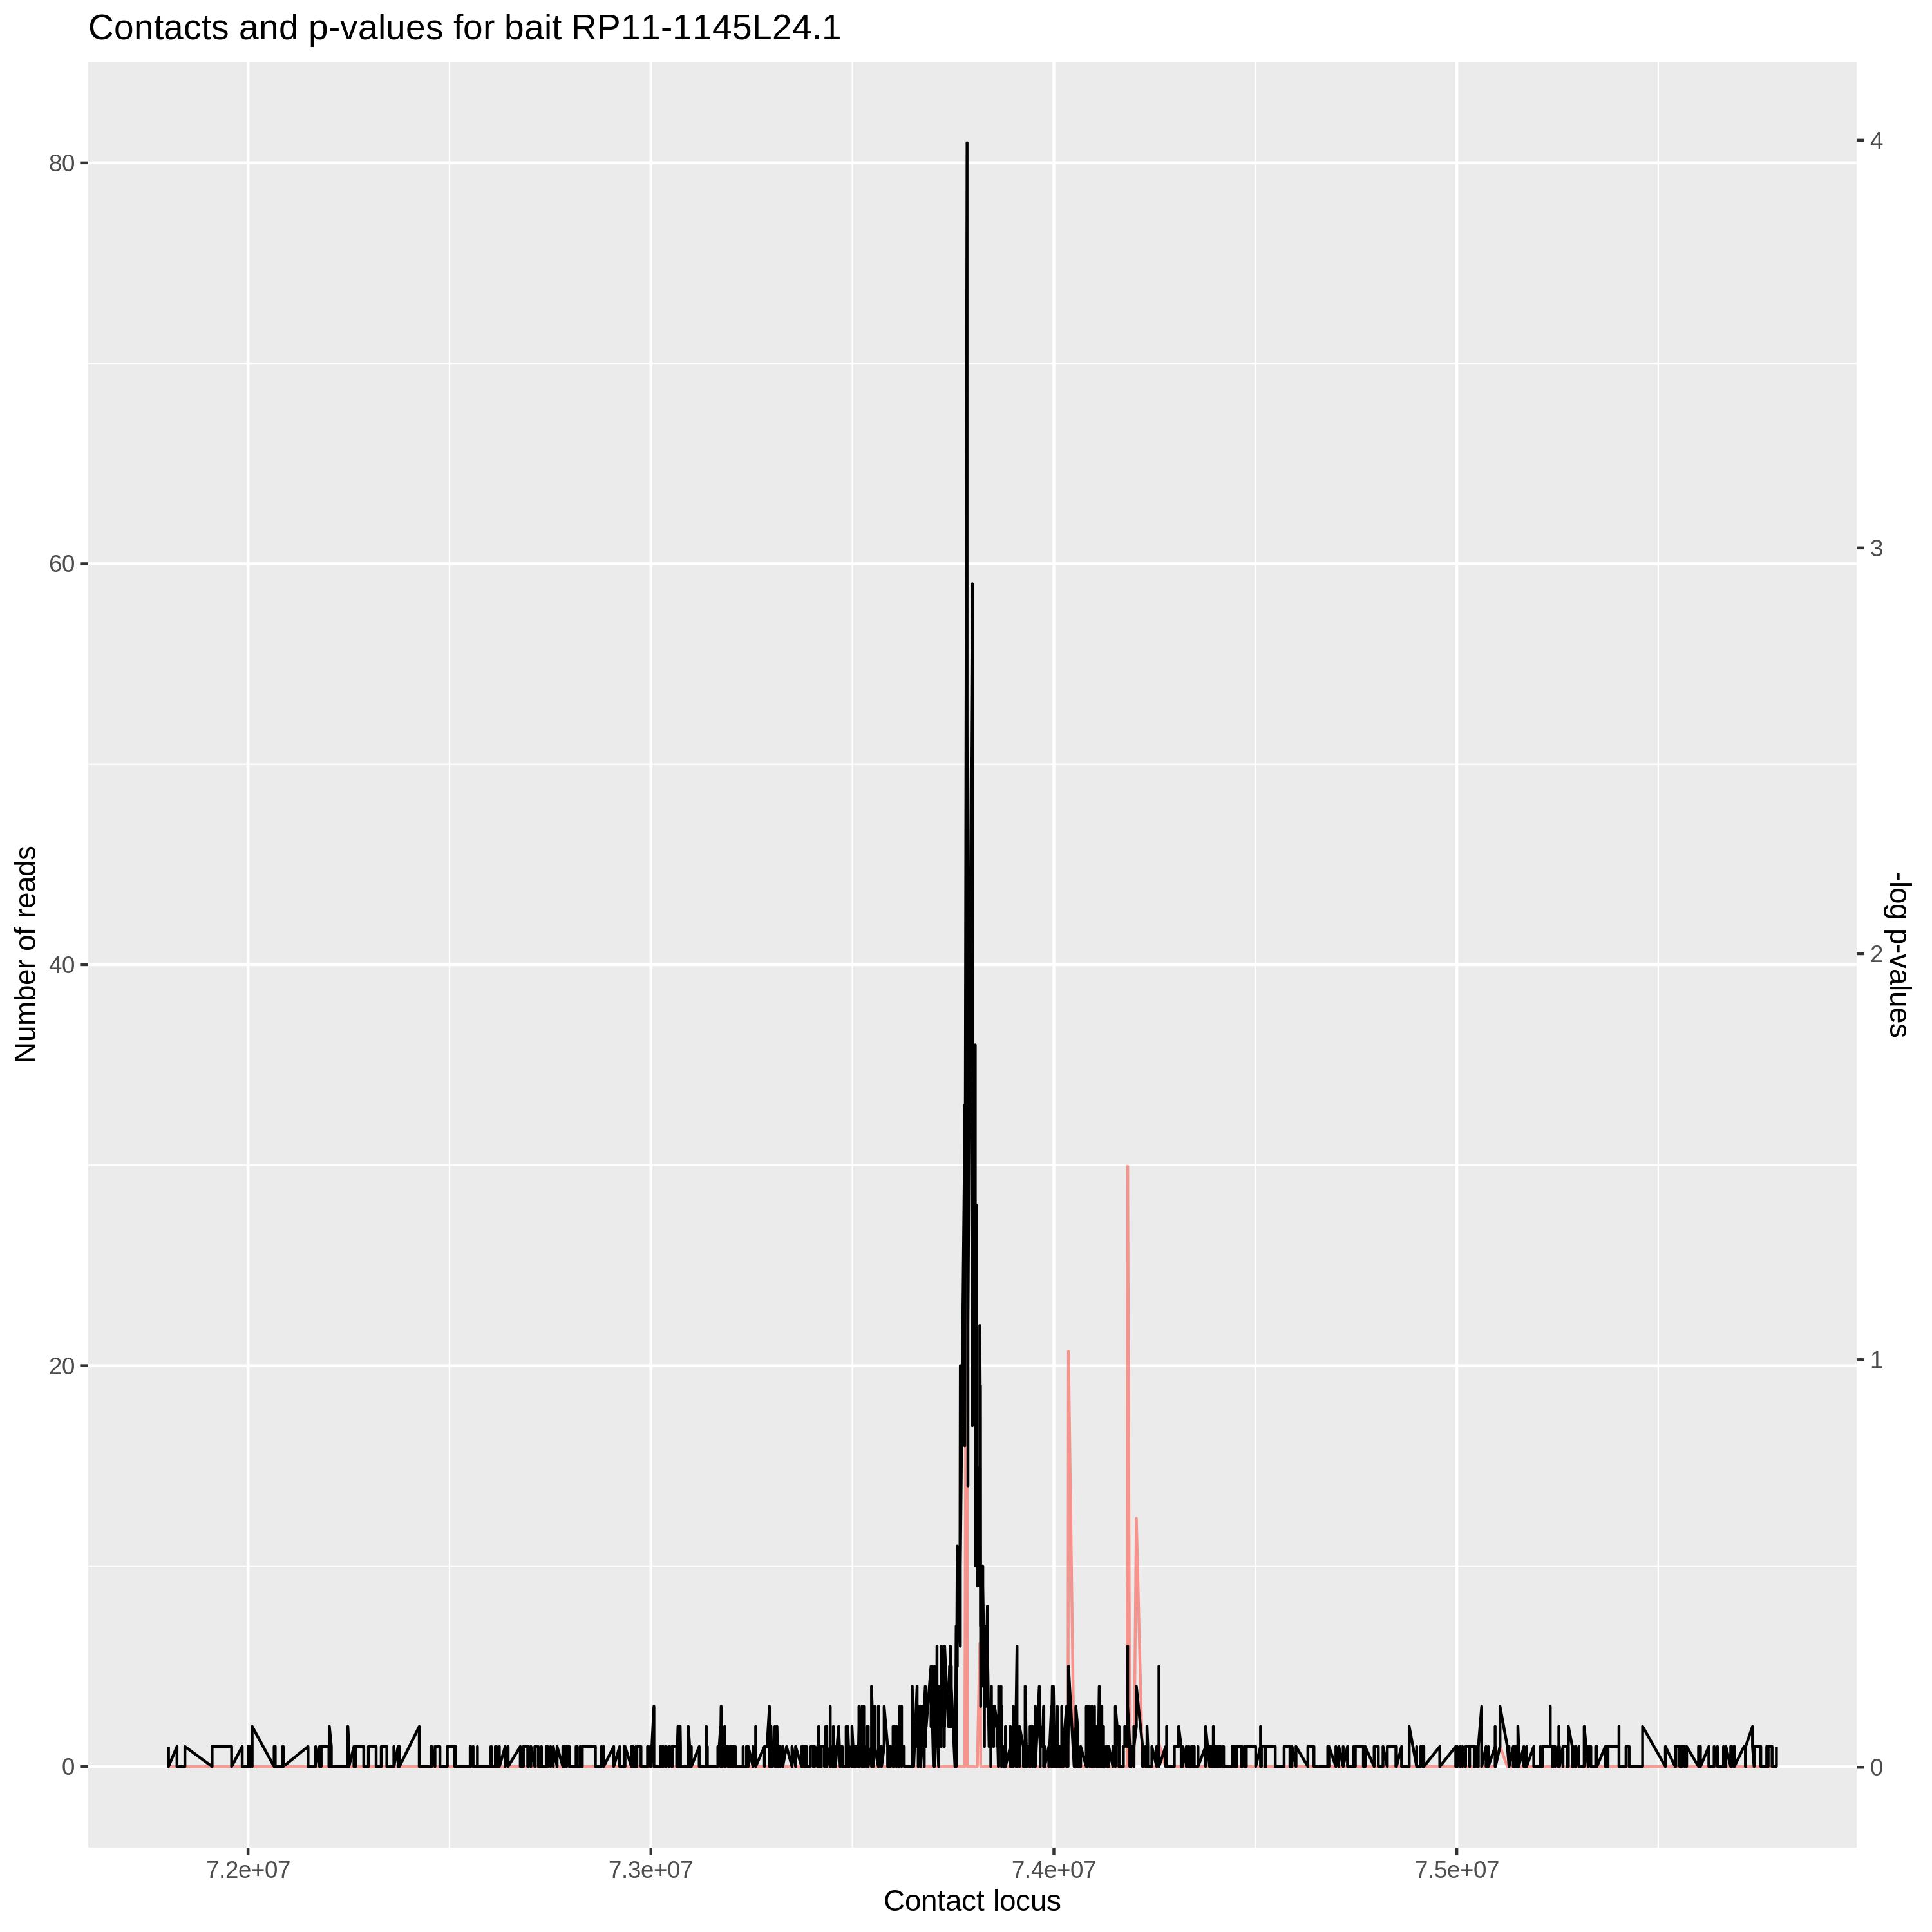 Contacts and p-values for bait RP11-1145L24.1
80
60
40
20
0
4
3
2
1
0
Number of reads
-log p-values
7.2e+07
7.3e+07
7.4e+07
7.5e+07
Contact locus